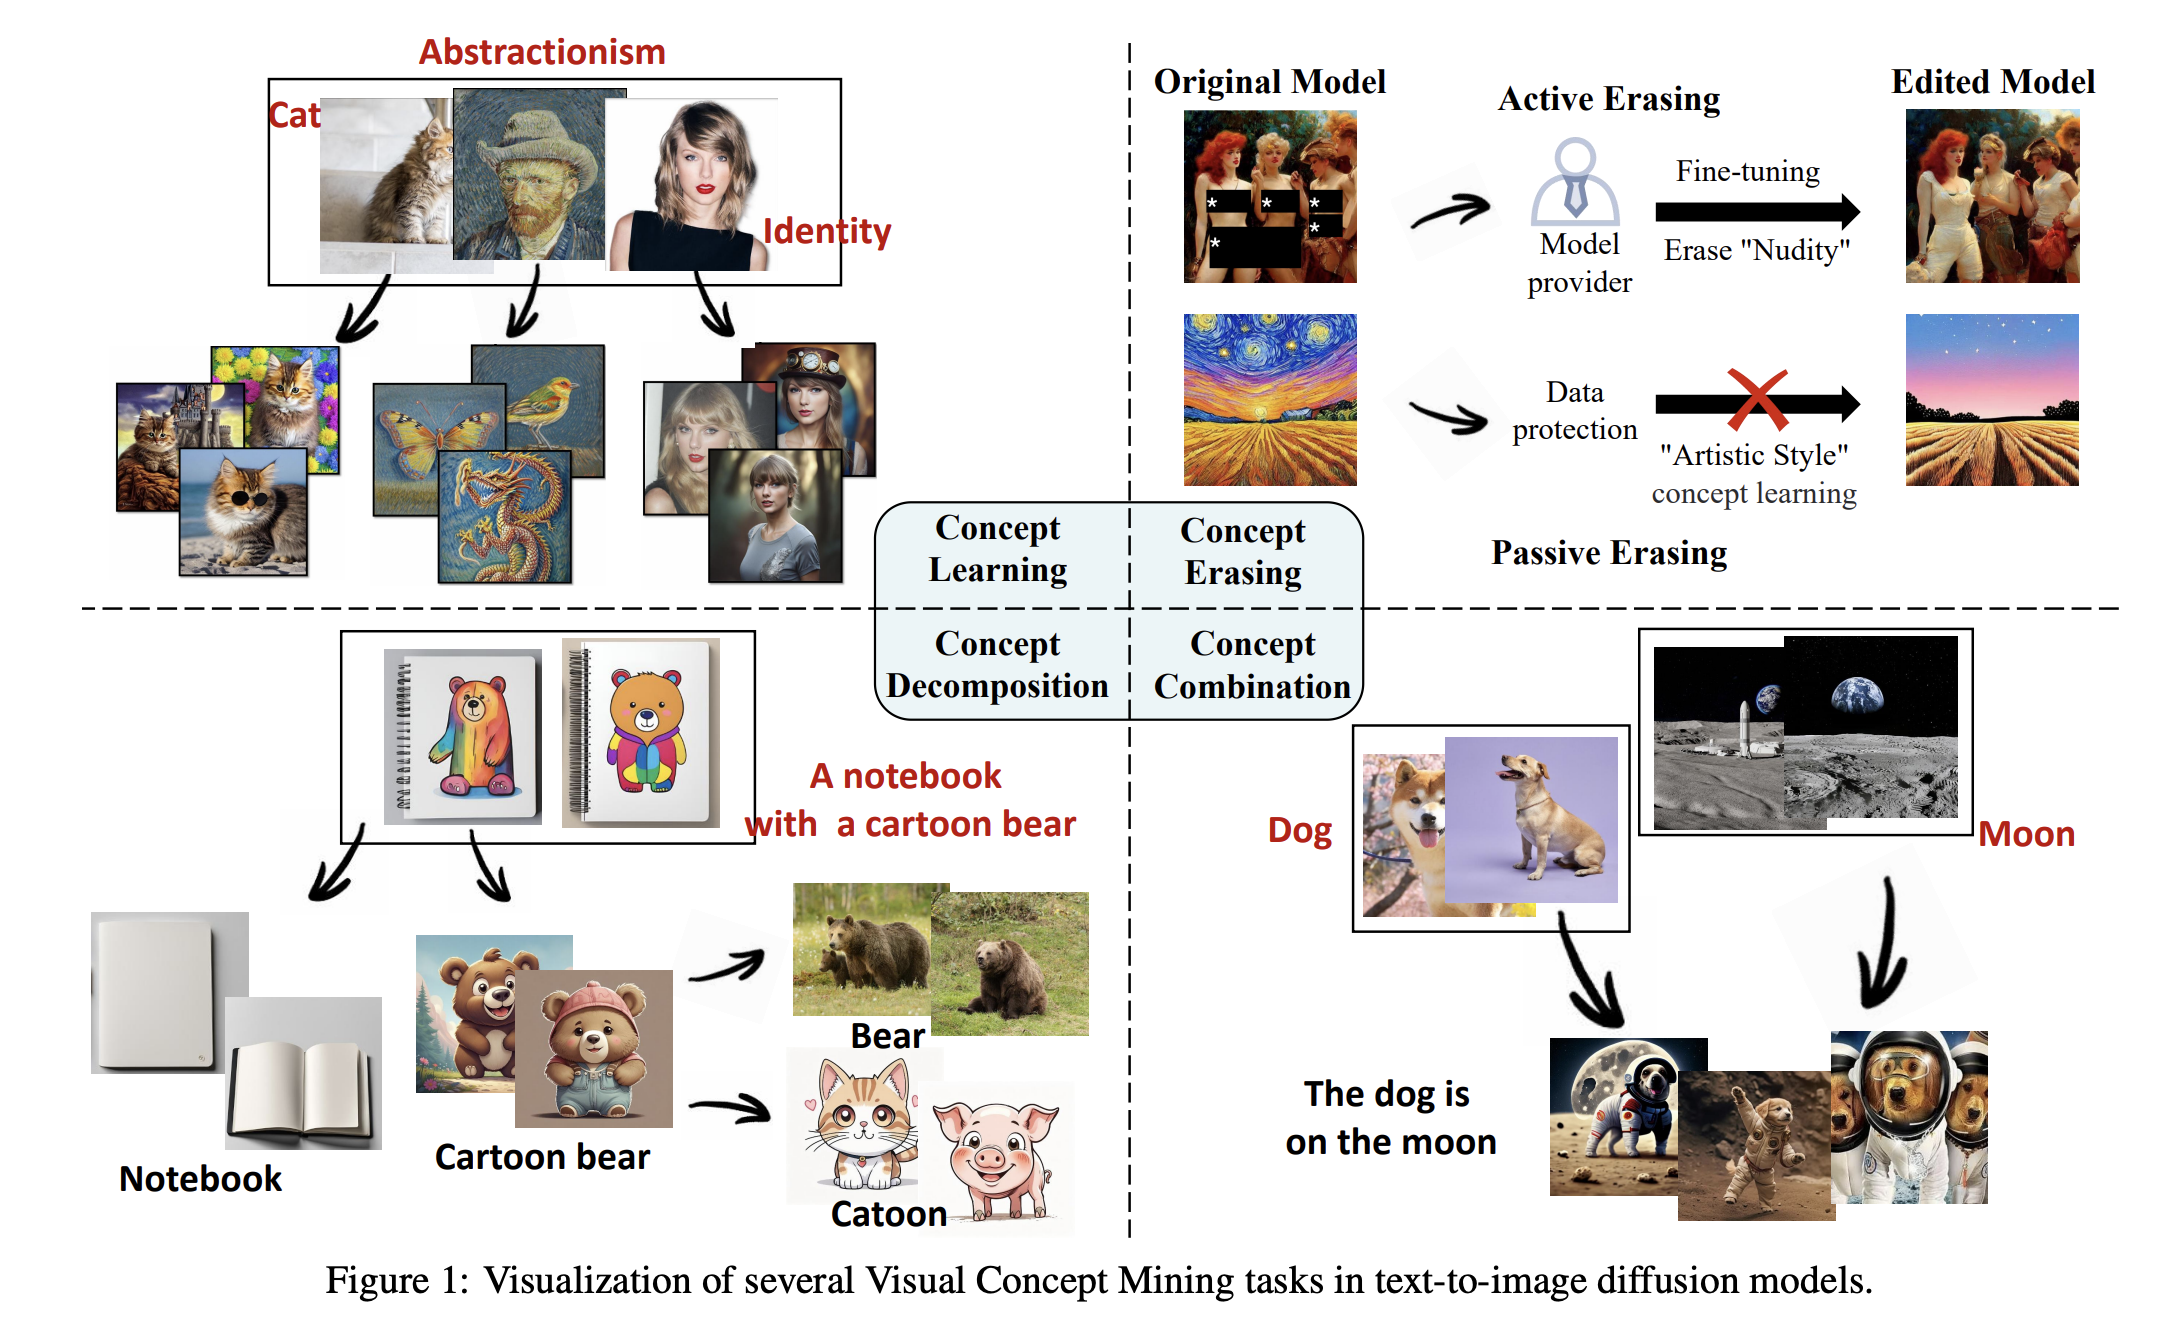 Abstractionism
Cat
Identity
Original Model
Active Erasing
Edited Model
Fine-tuning
Model
provider
Erase "Nudity"
Data
protection
"Artistic Style"
concept learning
Passive Erasing
Concept
Learning
Concept
Erasing
Concept
Decomposition
Concept
Combination
A notebook
with a cartoon bear
Notebook
Cartoon bear
Bear
Catoon
Dog
Moon
The dog is
on the moon
Figure 1: Visualization of several Visual Concept Mining tasks in text-to-image diffusion models.